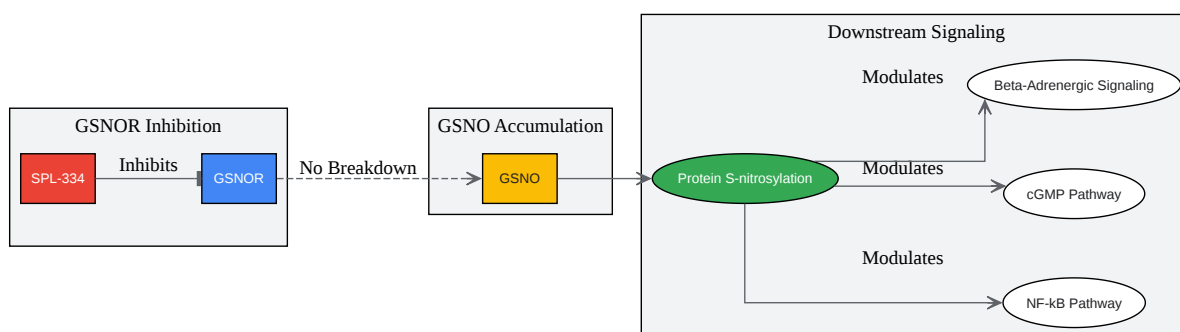 Downstream Signaling
Modulates
Beta-Adrenergic Signaling
GSNOR Inhibition
GSNO Accumulation
SPL-334
Inhibits
GSNOR
No Breakdown
GSNO
Protein S-nitrosylation
Modulates
cGMP Pathway
Modulates
NF-kB Pathway